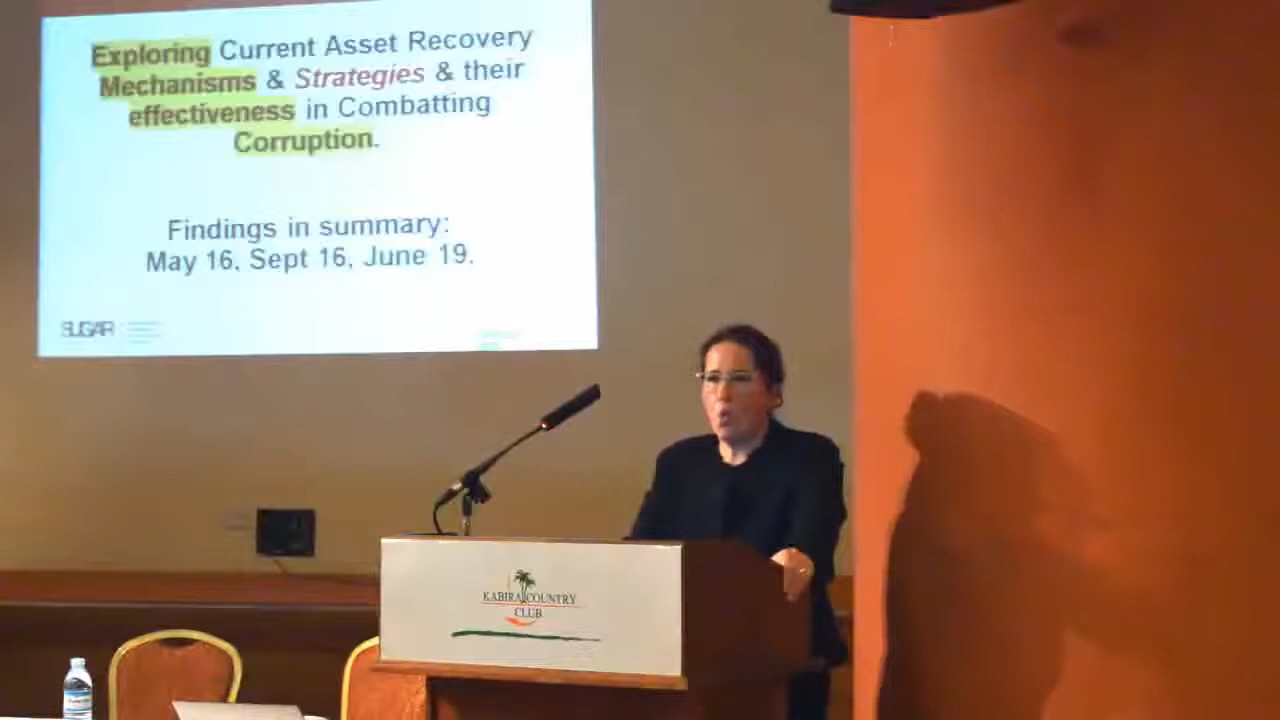 Exploring Current Asset Recovery
Mechanisms & Strategies & their
effectiveness in Combatting
Corruption.
Findings in summary:
May 16, Sept 16, June 19.
SUGAR
KABIRA COUNTRY
CLUB